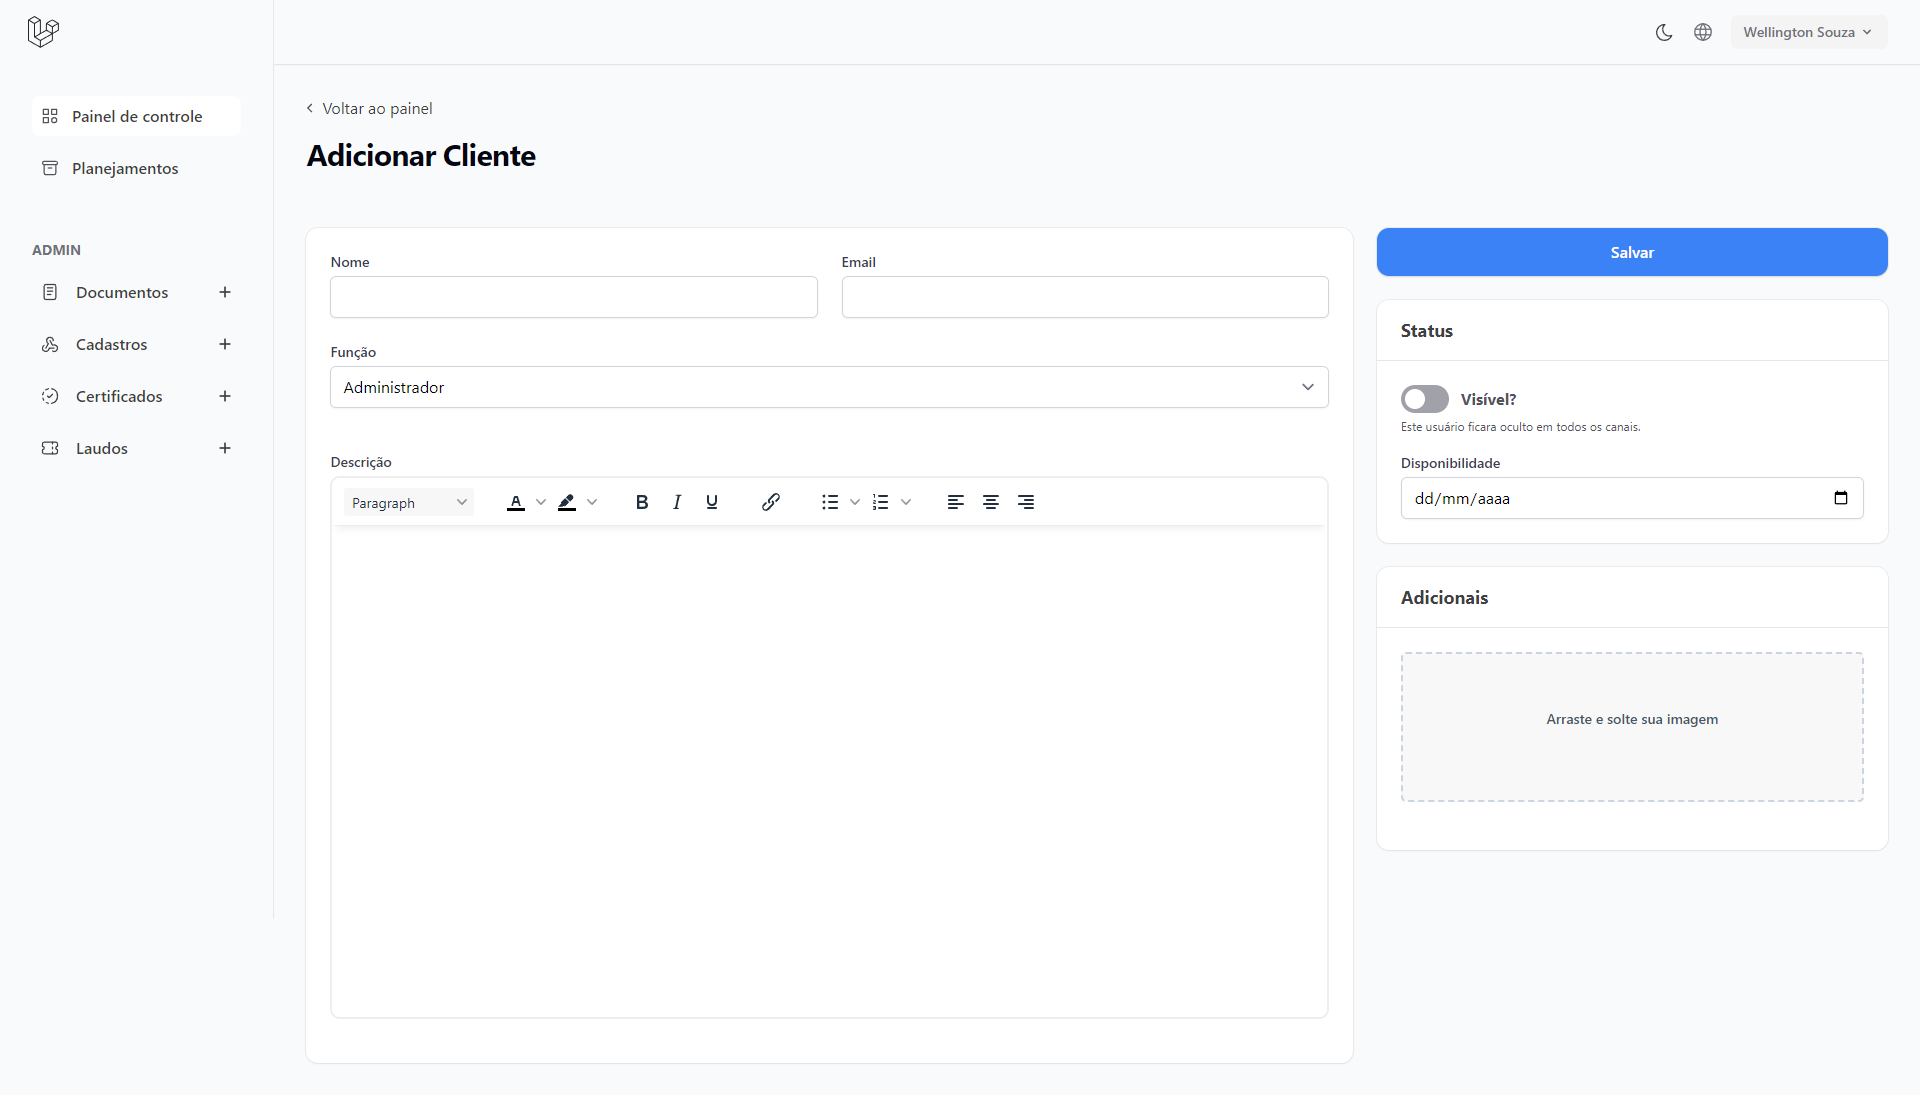 Wellington Souza
Painel de controle
Planejamentos
ADMIN
Documentos
Cadastros
Certificados
Laudos
Voltar ao painel
Adicionar Cliente
Nome
Email
Função
Administrador
Descrição
Paragraph
A
B I U
Salvar
Status
Visível?
Este usuário ficara oculto em todos os canais.
Disponibilidade
dd/mm/aaaa
Adicionais
Arraste e solte sua imagem